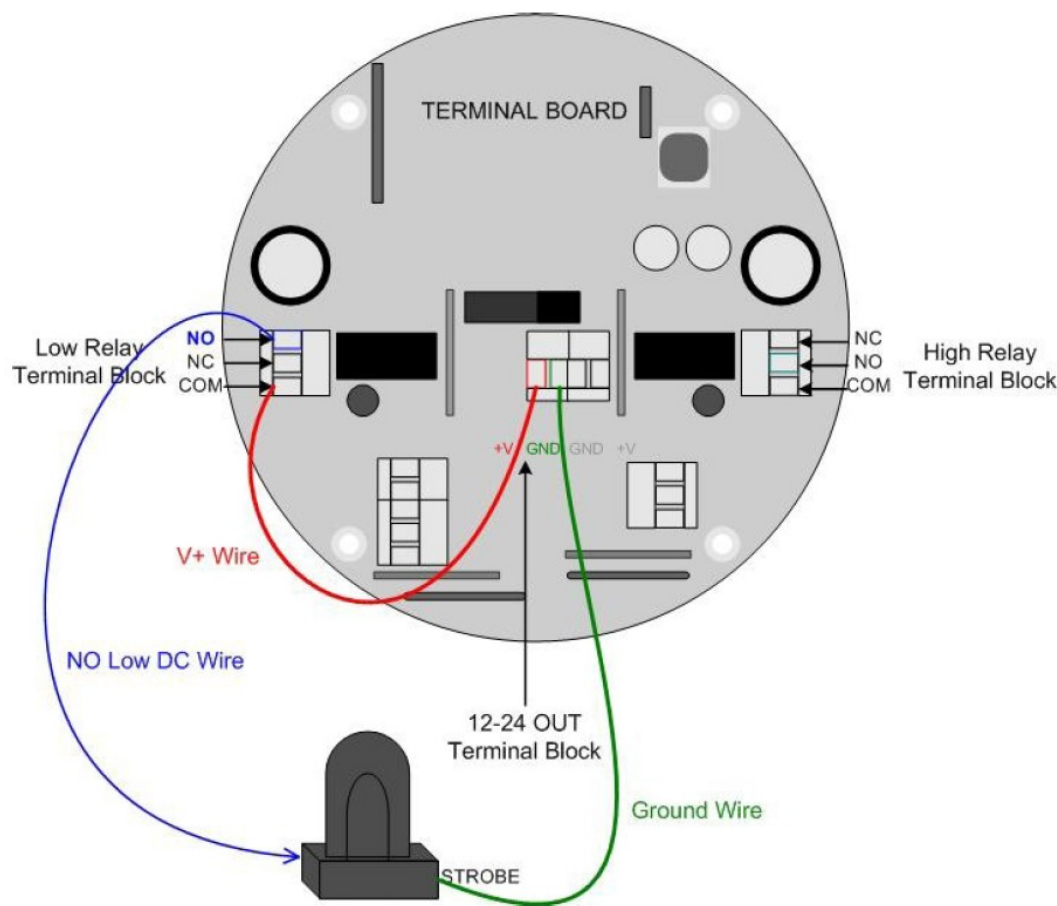 TERMINAL BOARD
Low Relay
Terminal Block
NO
NC
COM
NC
NO
COM
High Relay
Terminal Block
+V GND GND +V
V+ Wire
NO Low DC Wire
12-24 OUT
Terminal Block
Ground Wire
STROBE